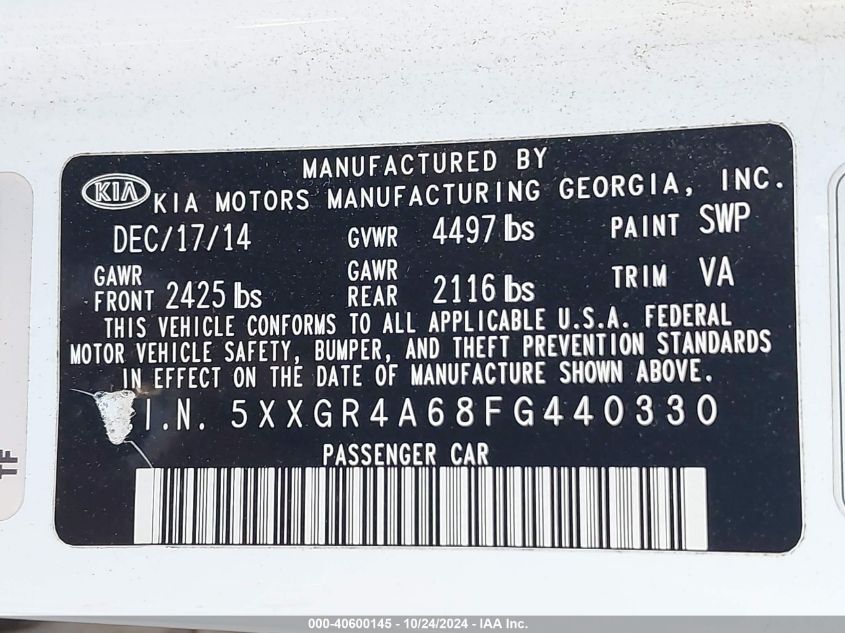 MANUFACTURED BY
KIA KIA MOTORS MANUFACTURING GEORGIA, INC.
DEC/17/14 GVWR 4497 lbs PAINT SWP
GAWR FRONT 2425 lbs GAWR REAR 2116 lbs TRIM VA
THIS VEHICLE CONFORMS TO ALL APPLICABLE U.S.A. FEDERAL
MOTOR VEHICLE SAFETY, BUMPER, AND THEFT PREVENTION STANDARDS
IN EFFECT ON THE DATE OF MANUFACTURE SHOWN ABOVE.
I.N. 5XXGR4A68FG440330
PASSENGER CAR
TF
000-40600145 - 10/24/2024 - IAA Inc.